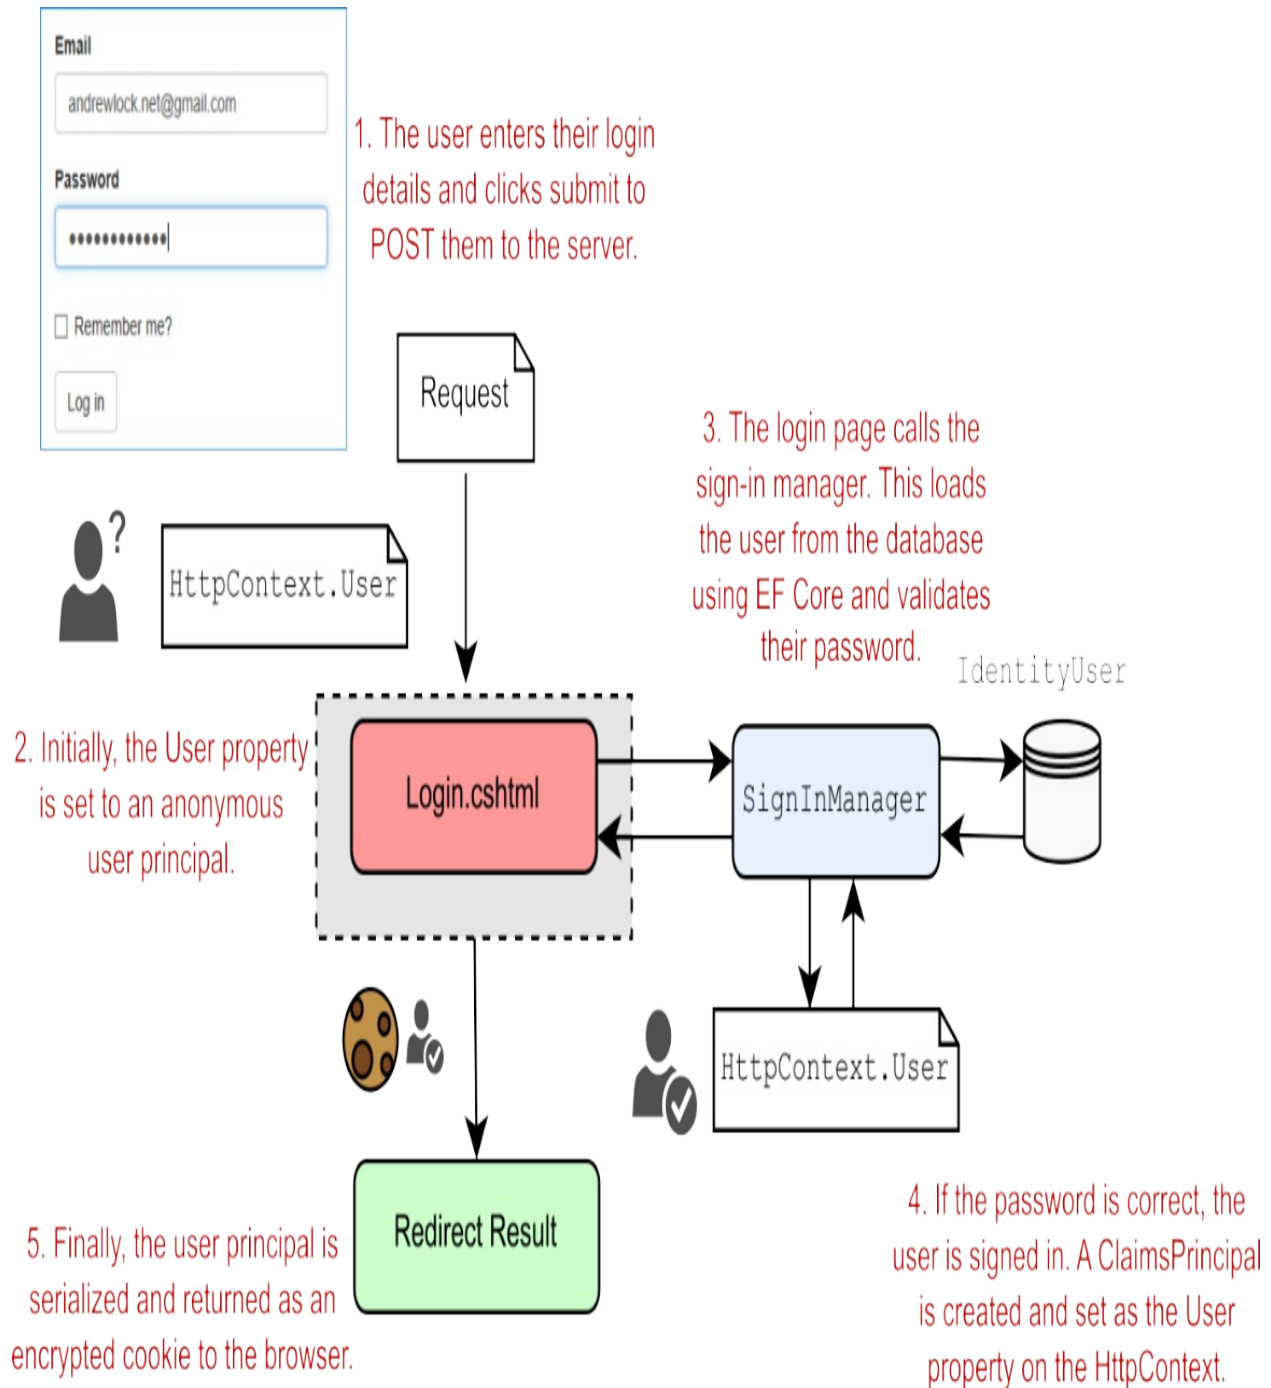 Email
andrewlock.net@gmail.com
Password
Remember me?
Log in
1. The user enters their login
details and clicks submit to
POST them to the server.
Request
HttpContext.User
3. The login page calls the
sign-in manager. This loads
the user from the database
using EF Core and validates
their password.
IdentityUser
2. Initially, the User property
is set to an anonymous
user principal.
Login.cshtml
SignInManager
HttpContext.User
Redirect Result
4. If the password is correct, the
user is signed in. A ClaimsPrincipal
is created and set as the User
property on the HttpContext.
5. Finally, the user principal is
serialized and returned as an
encrypted cookie to the browser.